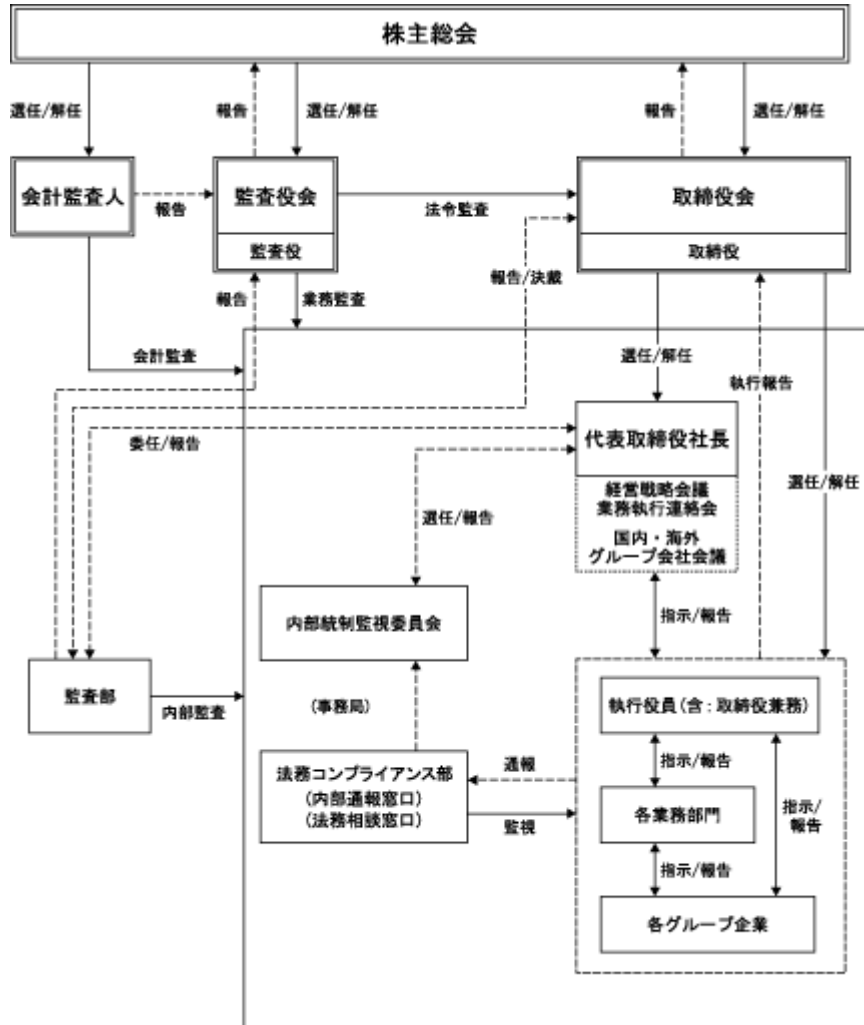 株主総会
選任/解任
報告
選任/解任
報告
選任/解任
会計監査人
報告
監査役会
監査役
法令監査
取締役会
取締役
報告
業務監査
報告/決裁
会計監査
選任/解任
執行報告
委任/報告
代表取締役社長
経営戦略会議
業務執行連絡会
国内・海外
グループ会社会議
選任/解任
選任/報告
指示/報告
内部統制監視委員会
監査部
内部監査
(事務局)
執行役員(含:取締役兼務)
法務コンプライアンス部
(内部通報窓口)
(法務相談窓口)
通報
監視
指示/報告
各業務部門
指示/
報告
指示/報告
各グループ企業